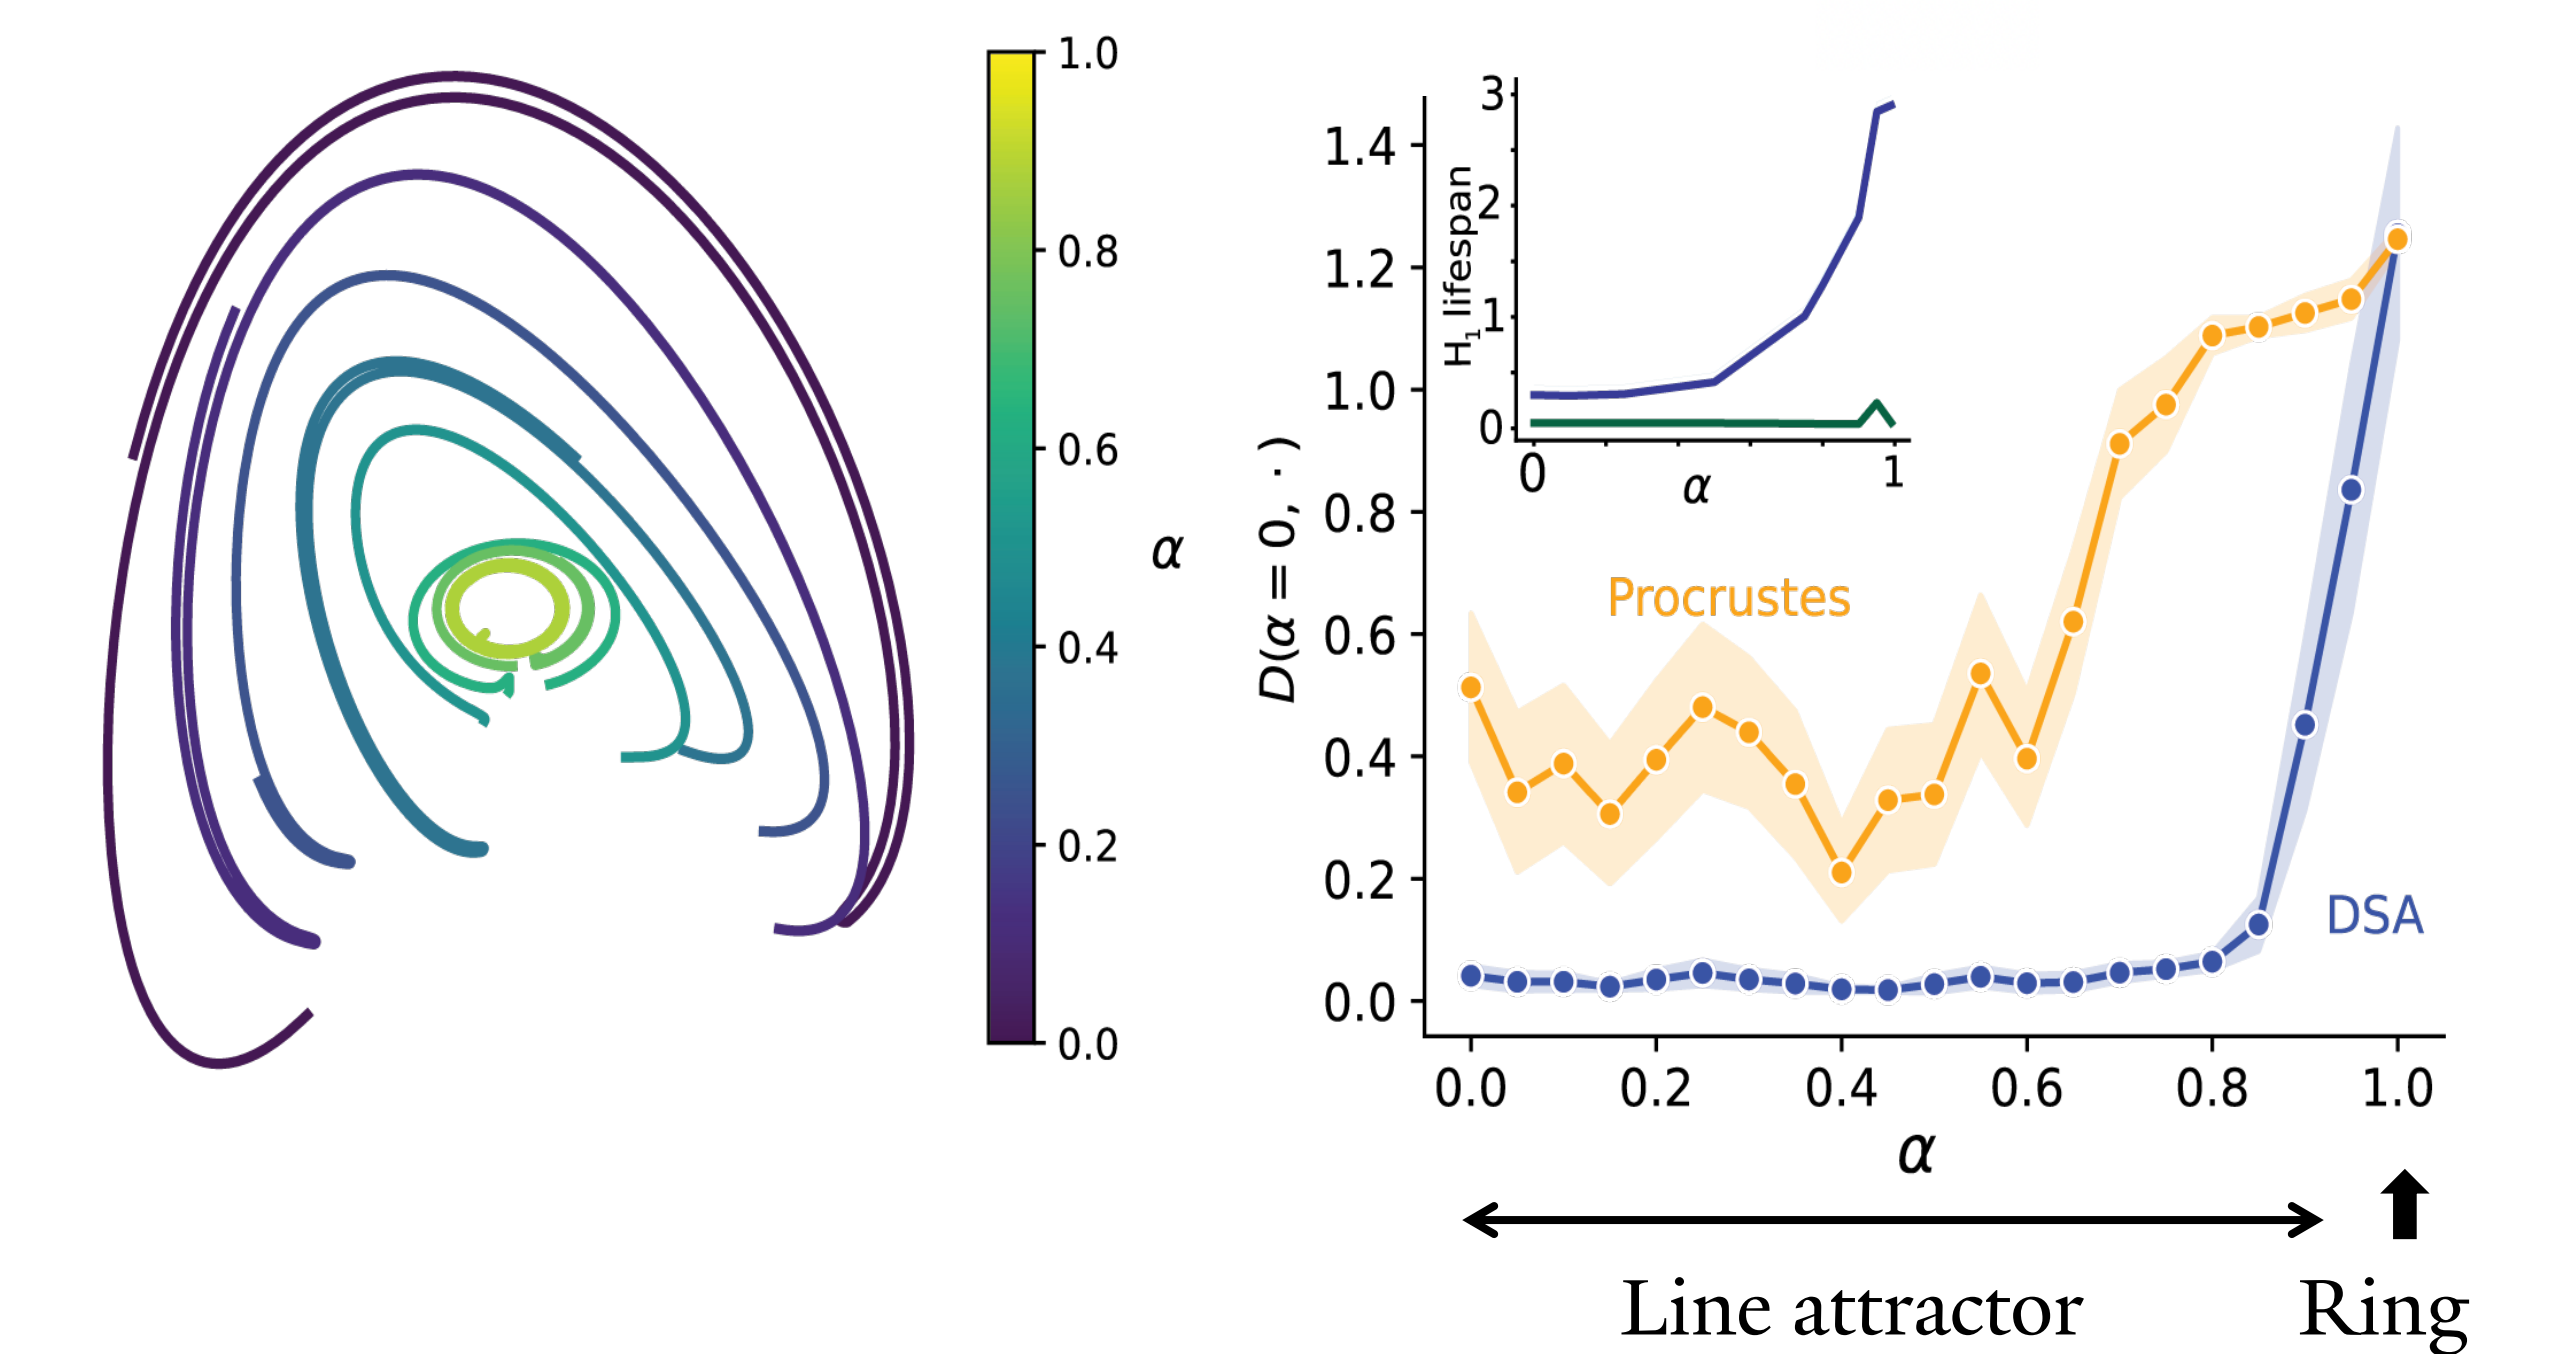 1.0
0.8
0.6
0.4
0.2
0.0
α
D(α = 0, ·)
1.4
1.2
1.0
0.8
0.6
0.4
0.2
0.0
H₁ lifespan
3
2
1
0
0
1
α
Procrustes
DSA
0.0 0.2 0.4 0.6 0.8 1.0
α
Line attractor
Ring